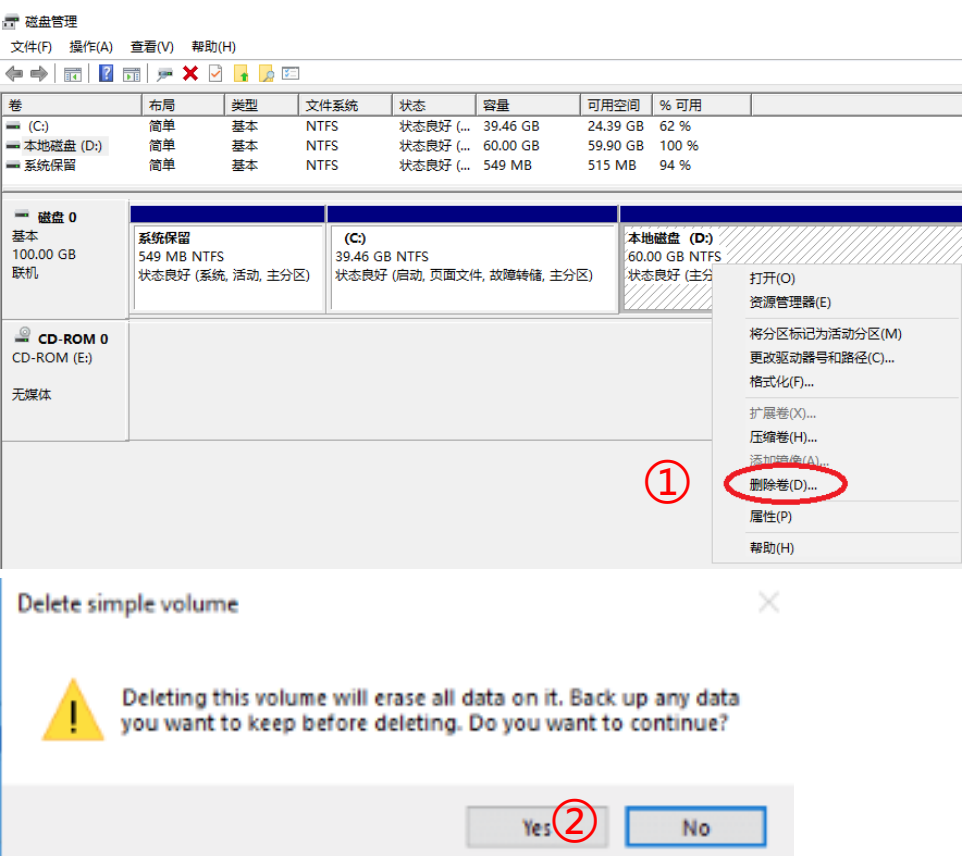 磁盘管理
文件(F) 操作(A) 查看(V) 帮助(H)
卷 布局 类型 文件系统 状态 容量 可用空间 % 可用
(C:) 简单 基本 NTFS 状态良好 (... 39.46 GB 24.39 GB 62 %
本地磁盘 (D:) 简单 基本 NTFS 状态良好 (... 60.00 GB 59.90 GB 100 %
系统保留 简单 基本 NTFS 状态良好 (... 549 MB 515 MB 94 %
磁盘 0
基本
100.00 GB
联机
系统保留
549 MB NTFS
状态良好 (系统, 活动, 主分区)
(C:)
39.46 GB NTFS
状态良好 (启动, 页面文件, 故障转储, 主分区)
本地磁盘 (D:)
60.00 GB NTFS
状态良好 (主分
CD-ROM 0
CD-ROM (E:)
无媒体
打开(O)
资源管理器(E)
将分区标记为活动分区(M)
更改驱动器号和路径(C)...
格式化(F)...
扩展卷(X)...
压缩卷(H)...
添加镜像(A)...
① 删除卷(D)...
属性(P)
帮助(H)
Delete simple volume
Deleting this volume will erase all data on it. Back up any data
you want to keep before deleting. Do you want to continue?
Yes ② No